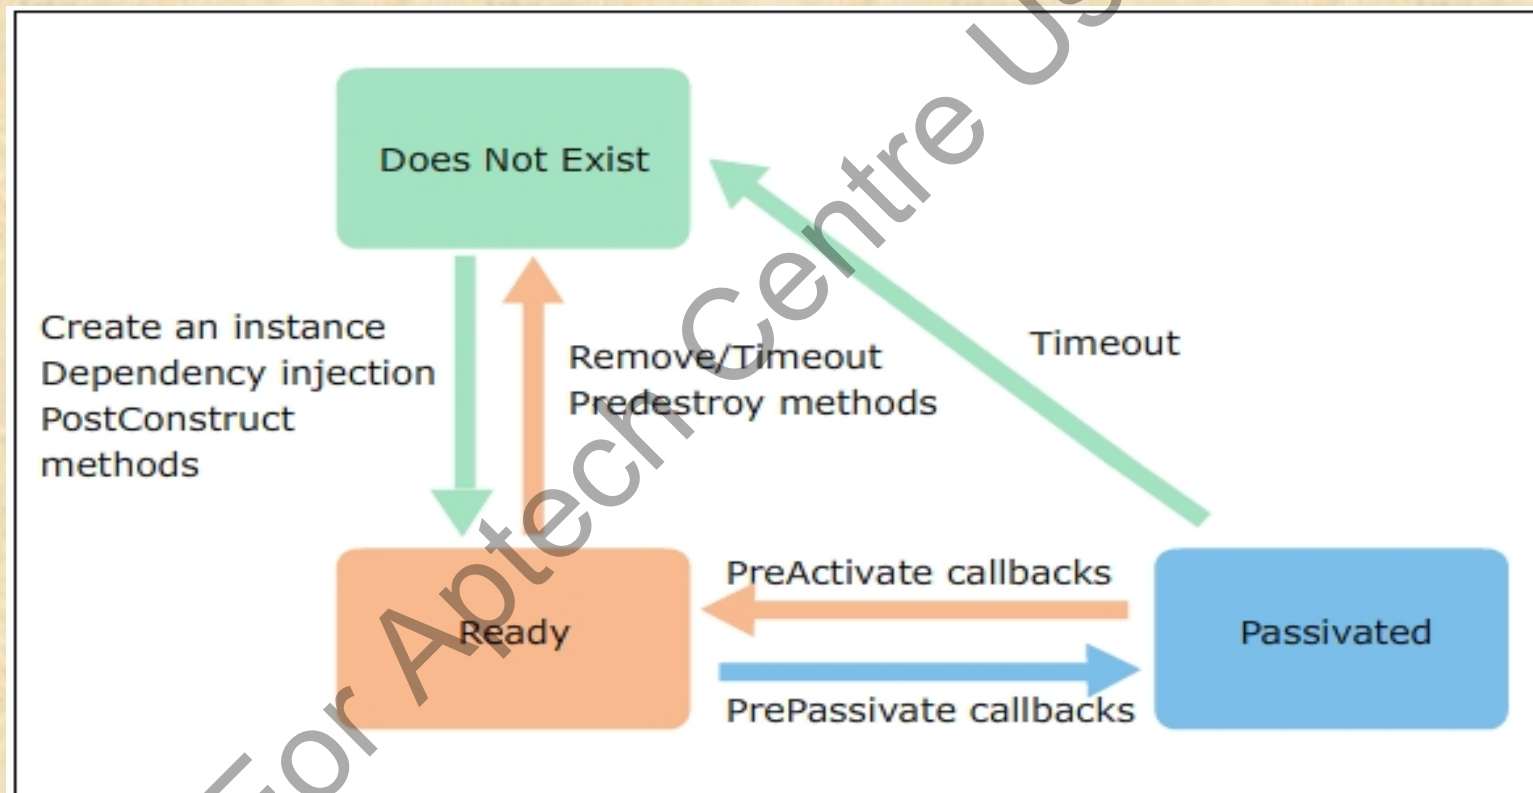 Does Not Exist
Create an instance
Dependency injection
PostConstruct
methods
Remove/Timeout
Predestroy methods
Timeout
PreActivate callbacks
Ready
Passivated
PrePassivate callbacks
For Aptech Centre